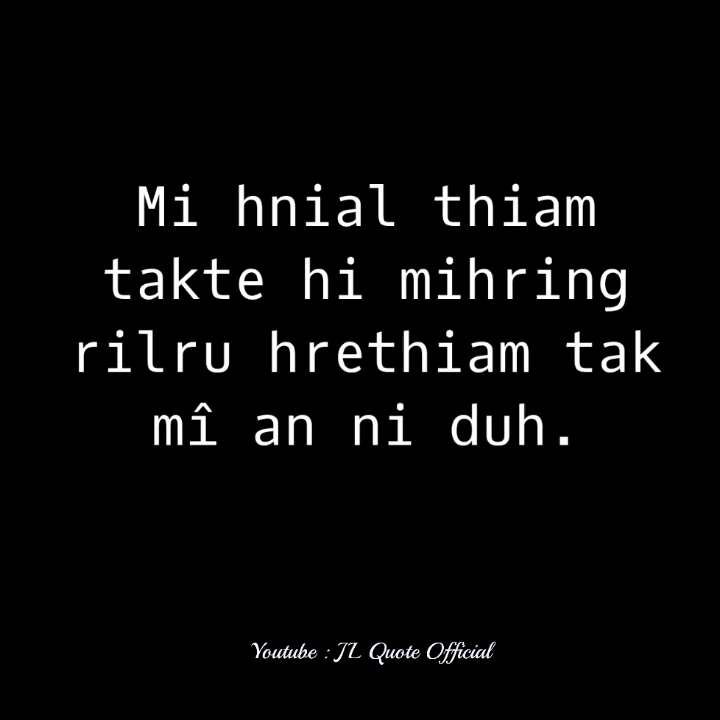 Mi hnial thiam
takte hi mihring
rilru hrethiam tak
mî an ni duh.
Youtube : JL Quote Official